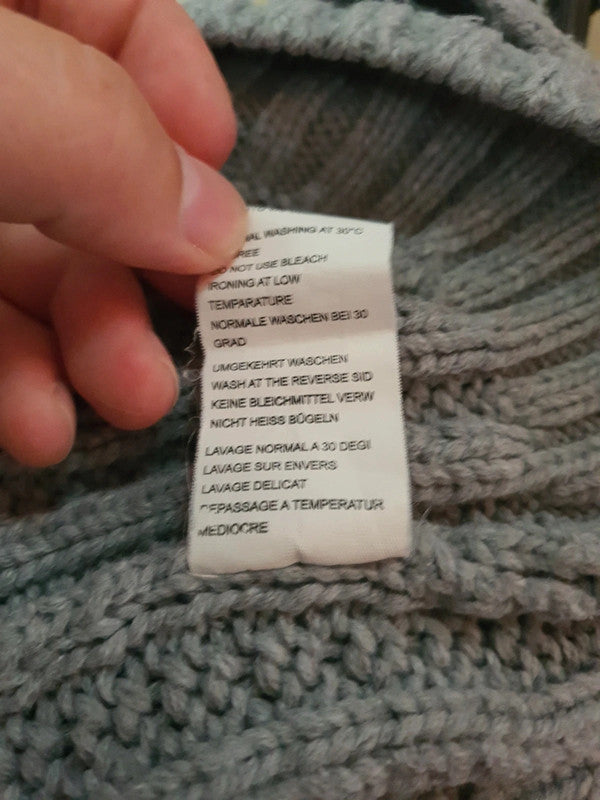 WASHING AT 30°C
DO NOT USE BLEACH
IRONING AT LOW
TEMPARATURE
NORMALE WASCHEN BEI 30
GRAD
UMGEKEHRT WASCHEN
WASH AT THE REVERSE SID
KEINE BLEICHMITTEL VERW
NICHT HEISS BÜGELN
LAVAGE NORMAL A 30 DEGI
LAVAGE SUR ENVERS
LAVAGE DELICAT
EPASSAGE A TEMPERATUR
MEDIOCRE